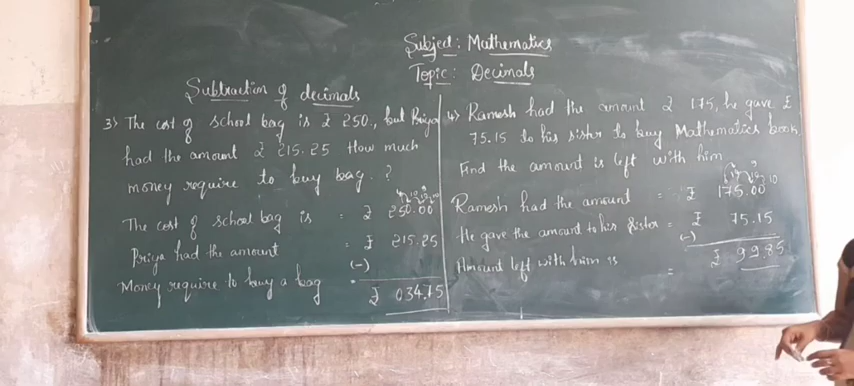 Subject: Mathematics
Topic: Decimals
Subtraction of decimals
3) The cost of school bag is ₹ 250., but Priya
had the amount ₹ 215.25 How much
money require to buy bag. ?
The cost of school bag is = ₹ 250.00
Priya had the amount = ₹ 215.25
(-)
Money require to buy a bag = ₹ 034.75
4) Ramesh had the amount ₹ 175, he gave ₹
75.15 to his sister to buy Mathematics book,
Find the amount is left with him
Ramesh had the amount = ₹ 175.00
He gave the amount to his sister = ₹ 75.15
(-)
Amount left with him is = ₹ 99.85